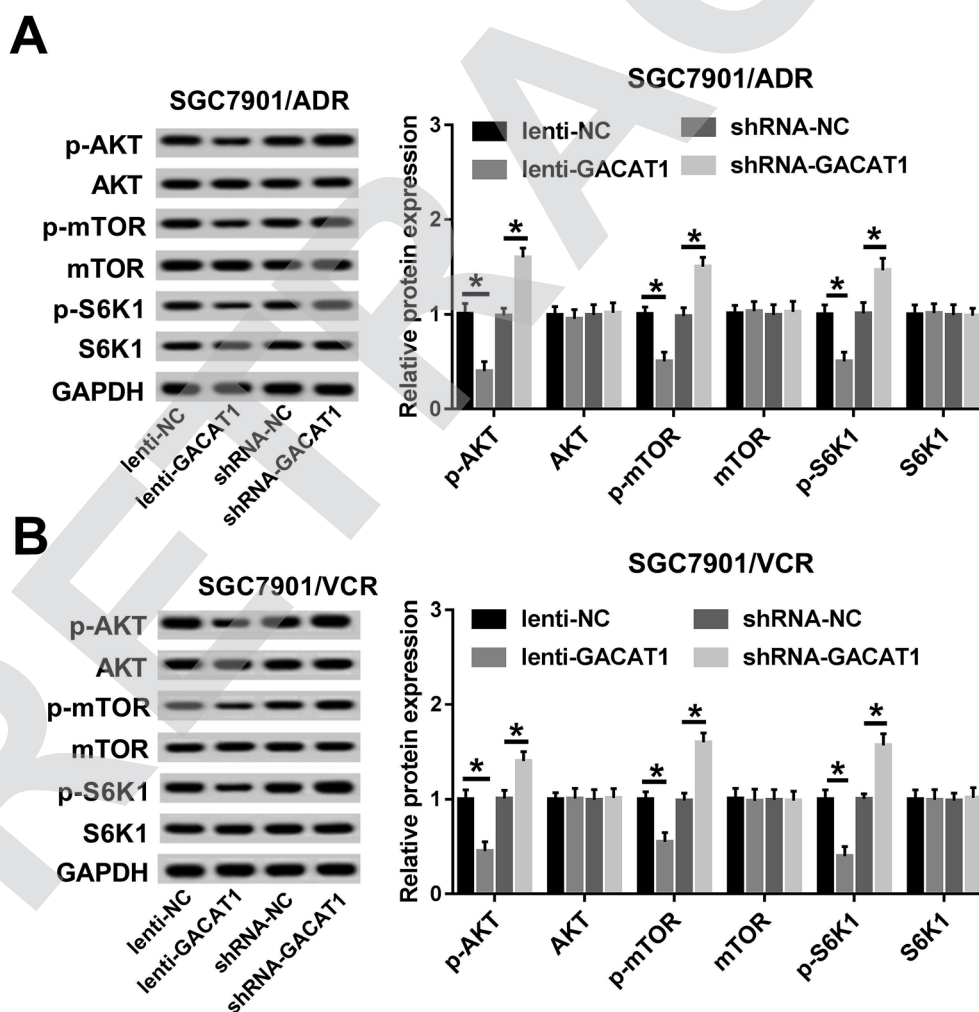 A
SGC7901/ADR
p-AKT
AKT
p-mTOR
mTOR
p-S6K1
S6K1
GAPDH
lenti-NC
lenti-GACAT1
shRNA-NC
shRNA-GACAT1
SGC7901/ADR
Relative protein expression
3
2
1
0
lenti-NC
lenti-GACAT1
shRNA-NC
shRNA-GACAT1
* * * * * *
p-AKT
AKT
p-mTOR
mTOR
p-S6K1
S6K1
B
SGC7901/VCR
p-AKT
AKT
p-mTOR
mTOR
p-S6K1
S6K1
GAPDH
lenti-NC
lenti-GACAT1
shRNA-NC
shRNA-GACAT1
SGC7901/VCR
Relative protein expression
3
2
1
0
lenti-NC
lenti-GACAT1
shRNA-NC
shRNA-GACAT1
* * * * * *
p-AKT
AKT
p-mTOR
mTOR
p-S6K1
S6K1
RETRAC